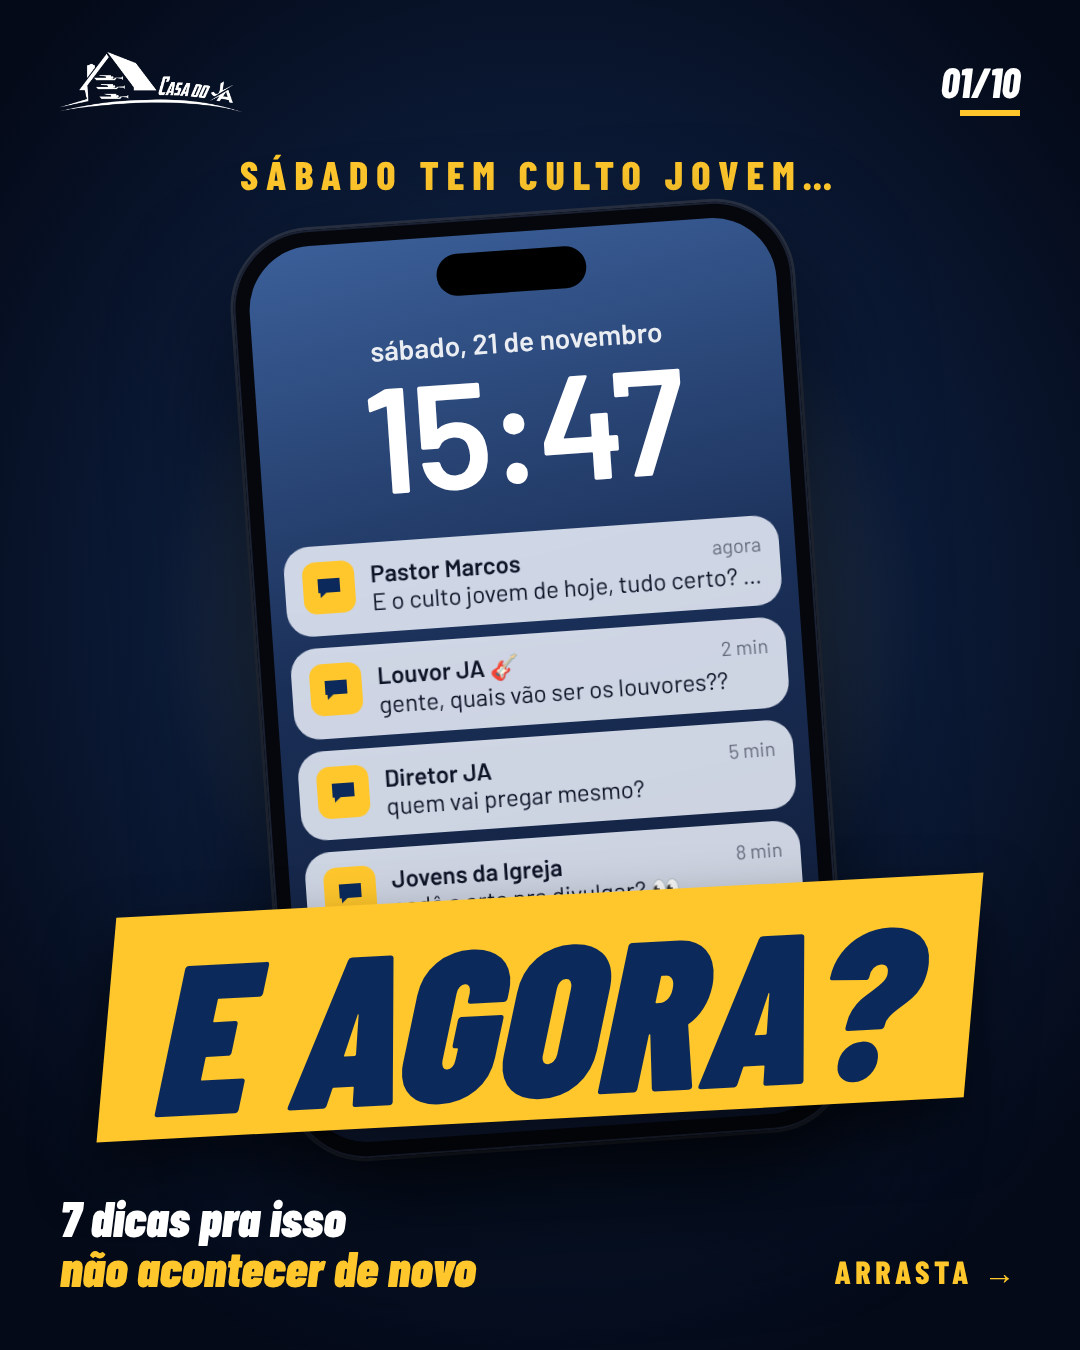 CASA DO JA
01/10
SÁBADO TEM CULTO JOVEM...
sábado, 21 de novembro
15:47
Pastor Marcos
agora
E o culto jovem de hoje, tudo certo? ...
Louvor JA 🎸
2 min
gente, quais vão ser os louvores??
Diretor JA
5 min
quem vai pregar mesmo?
Jovens da Igreja
8 min
arte pra divulgar? 👀
E AGORA?
7 dicas pra isso
não acontecer de novo
ARRASTA →